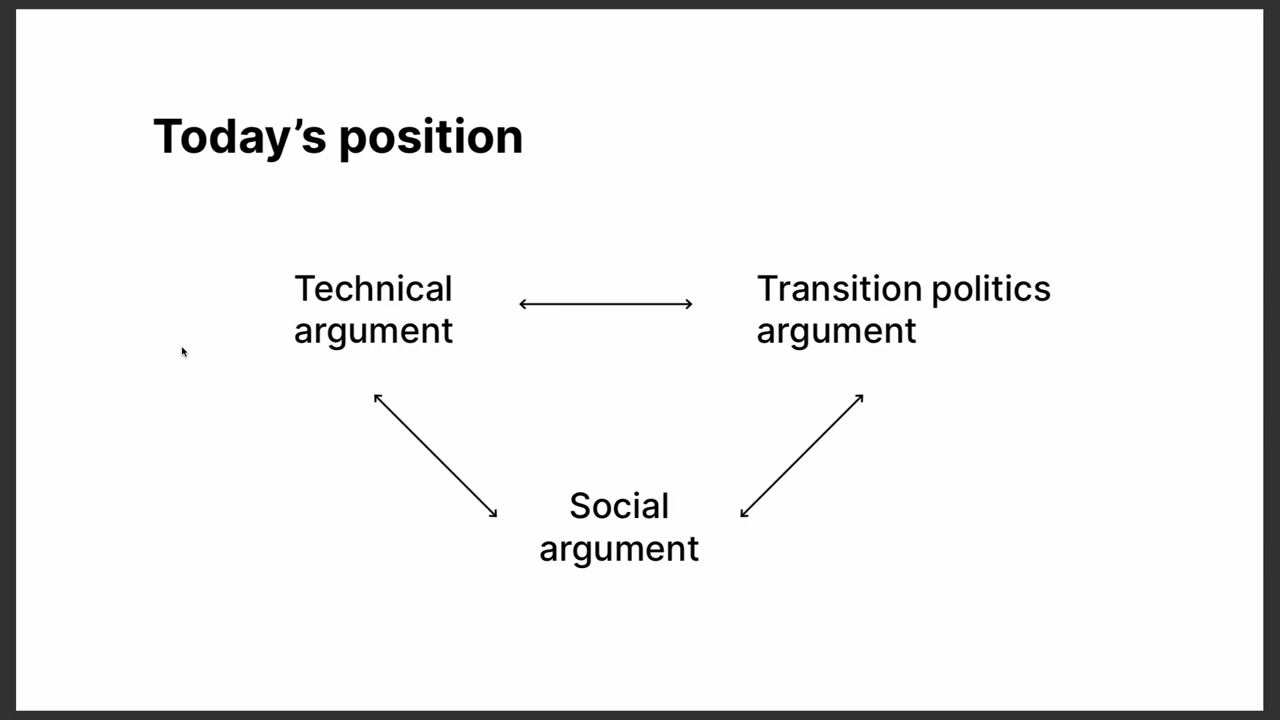 Today’s position
Technical
argument
Transition politics
argument
Social
argument